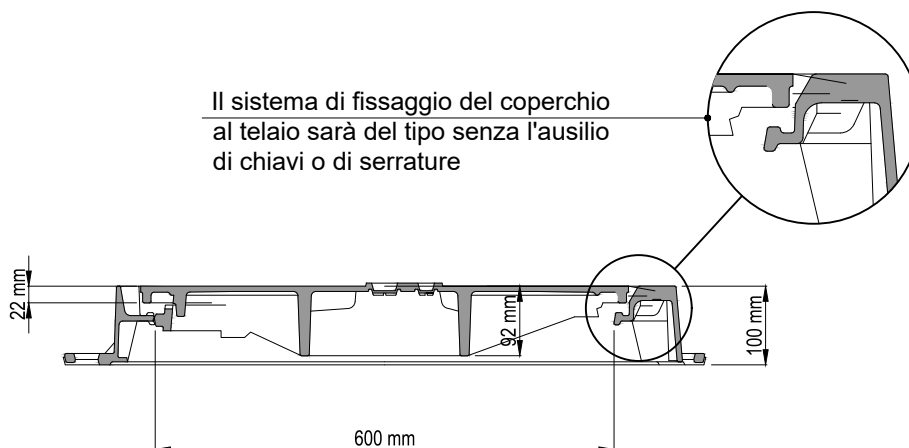 Il sistema di fissaggio del coperchio
al telaio sarà del tipo senza l'ausilio
di chiavi o di serrature
22 mm
92 mm
100 mm
600 mm